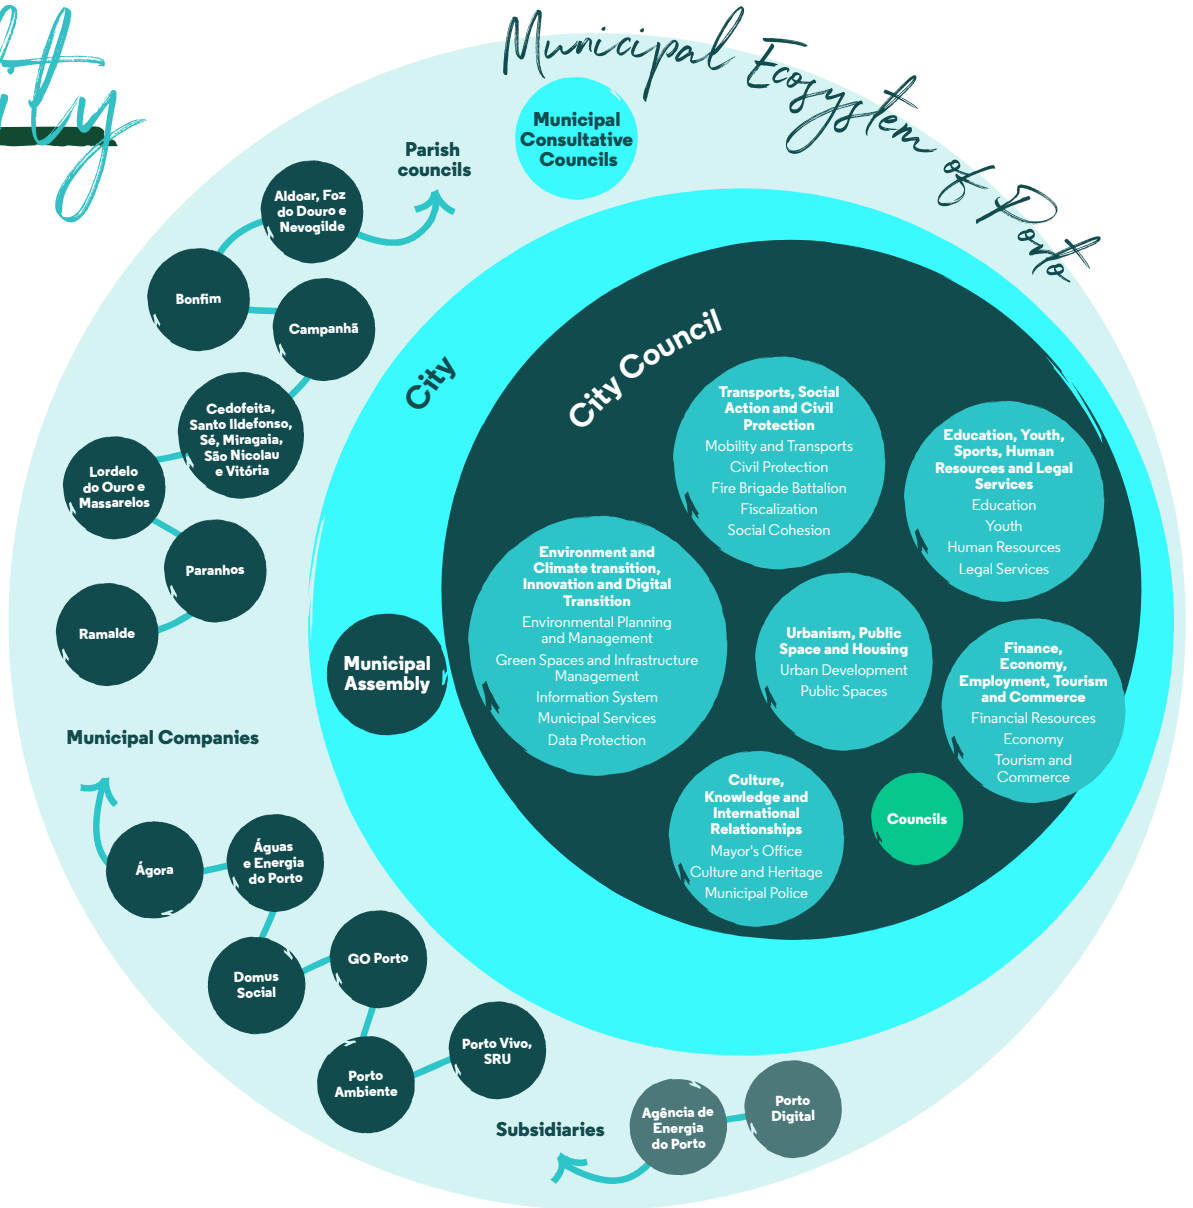 ity
Municipal Ecosystem of Porto
Municipal
Consultative
Councils
Parish
councils
Aldoar, Foz
do Douro e
Nevogilde
Bonfim
Campanhã
Cedofeita,
Santo Ildefonso,
Sé, Miragaia,
São Nicolau
e Vitória
Lordelo
do Ouro e
Massarelos
Paranhos
Ramalde
City
City Council
Transports, Social
Action and Civil
Protection
Mobility and Transports
Civil Protection
Fire Brigade Battalion
Fiscalization
Social Cohesion
Education, Youth,
Sports, Human
Resources and Legal
Services
Education
Youth
Human Resources
Legal Services
Environment and
Climate transition,
Innovation and Digital
Transition
Environmental Planning
and Management
Green Spaces and Infrastructure
Management
Information System
Municipal Services
Data Protection
Urbanism, Public
Space and Housing
Urban Development
Public Spaces
Finance,
Economy,
Employment, Tourism
and Commerce
Financial Resources
Economy
Tourism and
Commerce
Municipal
Assembly
Culture,
Knowledge and
International
Relationships
Mayor's Office
Culture and Heritage
Municipal Police
Councils
Municipal Companies
Ágora
Águas
e Energia
do Porto
Domus
Social
GO Porto
Porto
Ambiente
Porto Vivo,
SRU
Subsidiaries
Agência de
Energia
do Porto
Porto
Digital